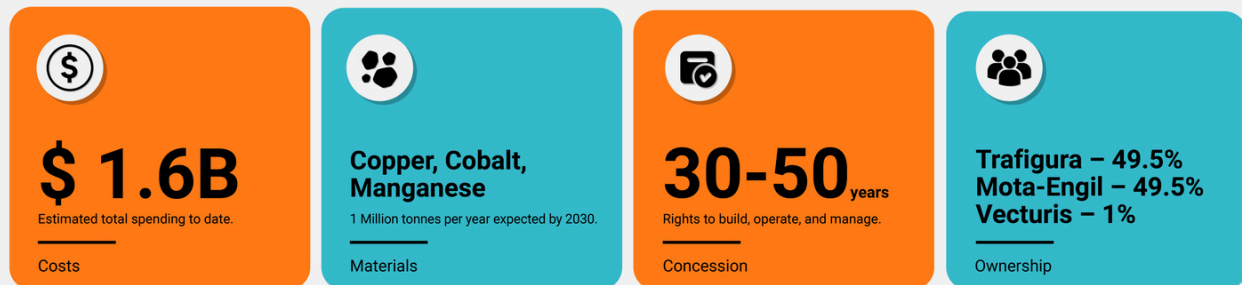 $
$ 1.6B
Estimated total spending to date.
Costs
Copper, Cobalt,
Manganese
1 Million tonnes per year expected by 2030.
Materials
30-50 years
Rights to build, operate, and manage.
Concession
Trafigura – 49.5%
Mota-Engil – 49.5%
Vecturis – 1%
Ownership